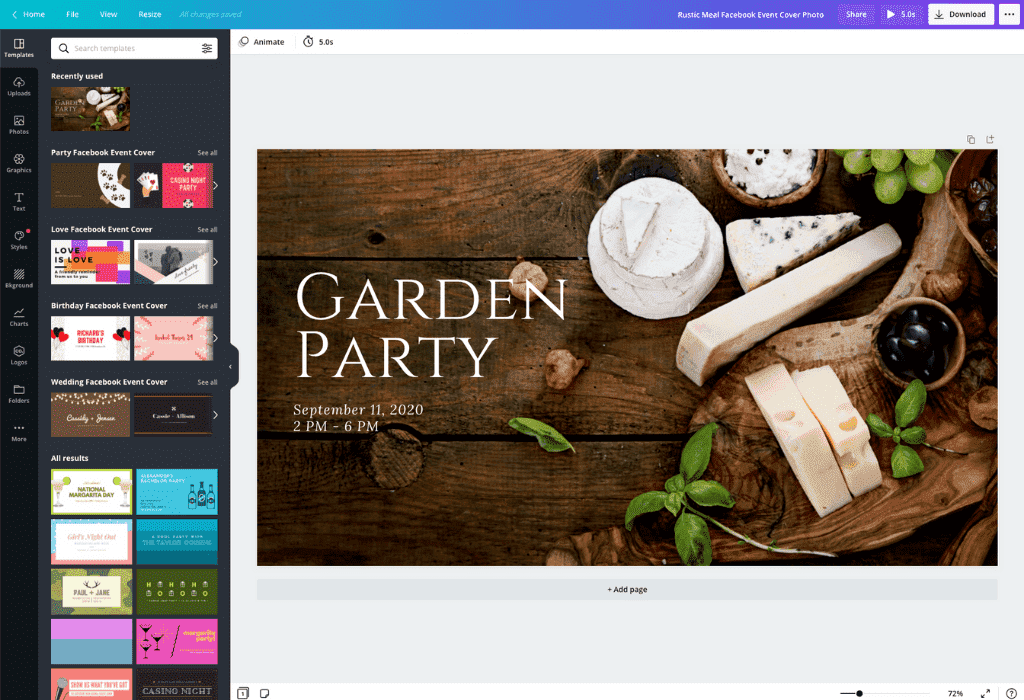 Home File View Resize All changes saved
Rustic Meal Facebook Event Cover Photo Share 5.0s Download
Templates
Uploads
Photos
Graphics
Text
Styles
Bkground
Charts
Logos
Folders
More
Search templates
Recently used
GARDEN
PARTY
Party Facebook Event Cover See all
CASINO NIGHT
PARTY
Love Facebook Event Cover See all
LOVE
IS LOVE
Birthday Facebook Event Cover See all
RICHARD'S
BIRTHDAY
Wedding Facebook Event Cover See all
Cassidy + Jensen
Cassie + Allison
All results
NATIONAL
MARGARITA DAY
ALEXANDER'S
BACHELOR PARTY
Girl's Night Out
A POOL PARTY WITH
THE TAYLOR COUSINS
PAUL + JANE
HOHOHO
margarita
party!
SHOW US WHAT YOU'VE GOT
CASINO NIGHT
Animate 5.0s
GARDEN
PARTY
September 11, 2020
2 PM - 6 PM
+ Add page
1
72%